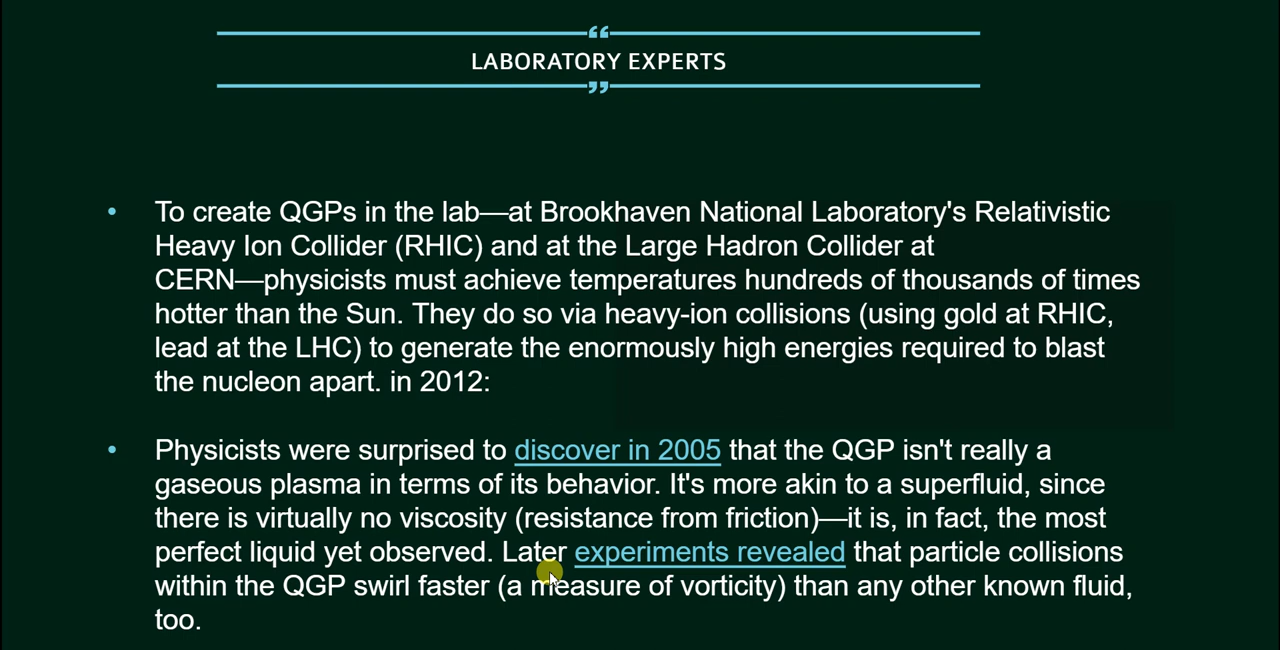 “
LABORATORY EXPERTS
”
• To create QGPs in the lab—at Brookhaven National Laboratory's Relativistic
Heavy Ion Collider (RHIC) and at the Large Hadron Collider at
CERN—physicists must achieve temperatures hundreds of thousands of times
hotter than the Sun. They do so via heavy-ion collisions (using gold at RHIC,
lead at the LHC) to generate the enormously high energies required to blast
the nucleon apart. in 2012:
• Physicists were surprised to discover in 2005 that the QGP isn't really a
gaseous plasma in terms of its behavior. It's more akin to a superfluid, since
there is virtually no viscosity (resistance from friction)—it is, in fact, the most
perfect liquid yet observed. Later experiments revealed that particle collisions
within the QGP swirl faster (a measure of vorticity) than any other known fluid,
too.